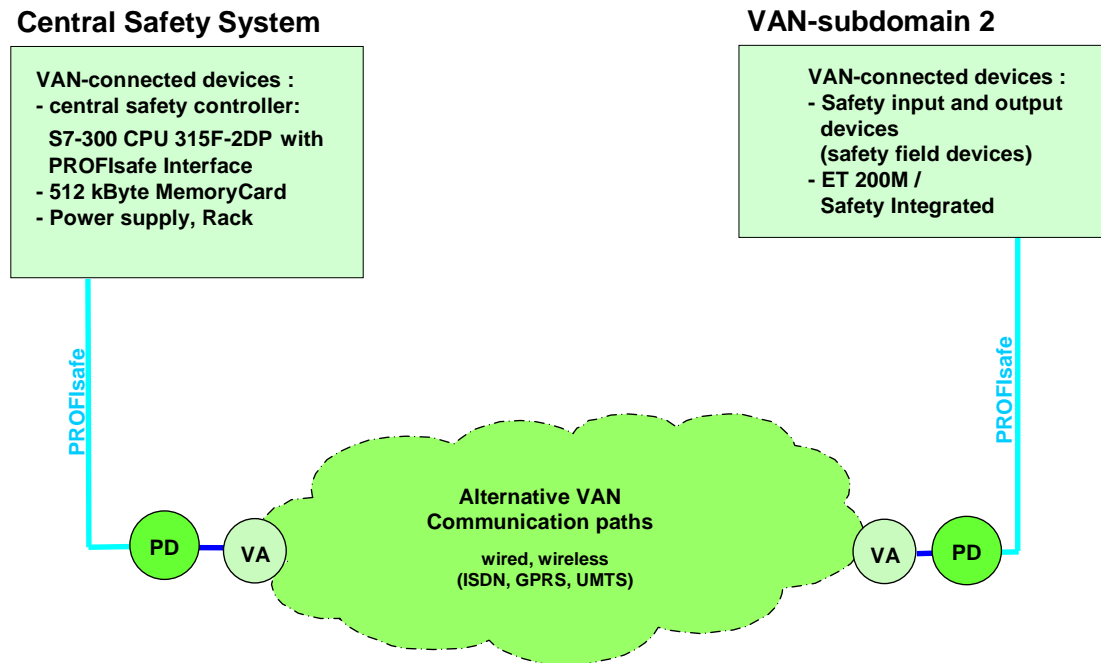 Central Safety System
VAN-subdomain 2
VAN-connected devices :
- central safety controller:
S7-300 CPU 315F-2DP with
PROFIsafe Interface
- 512 kByte MemoryCard
- Power supply, Rack
VAN-connected devices :
- Safety input and output
devices
(safety field devices)
- ET 200M /
Safety Integrated
PROFIsafe
PROFIsafe
Alternative VAN
Communication paths
wired, wireless
(ISDN, GPRS, UMTS)
PD
VA
VA
PD